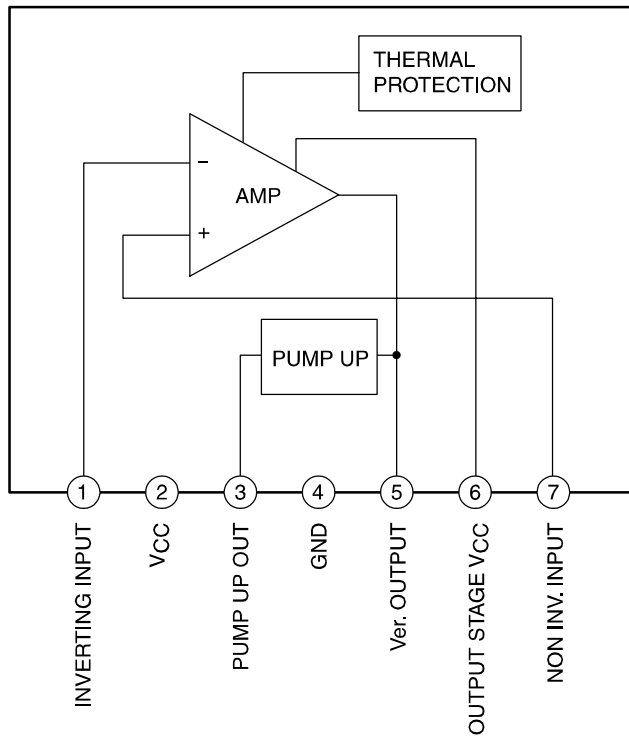 THERMAL
PROTECTION
−
AMP
+
PUMP UP
1
2
3
4
5
6
7
INVERTING INPUT
VCC
PUMP UP OUT
GND
Ver. OUTPUT
OUTPUT STAGE VCC
NON INV. INPUT